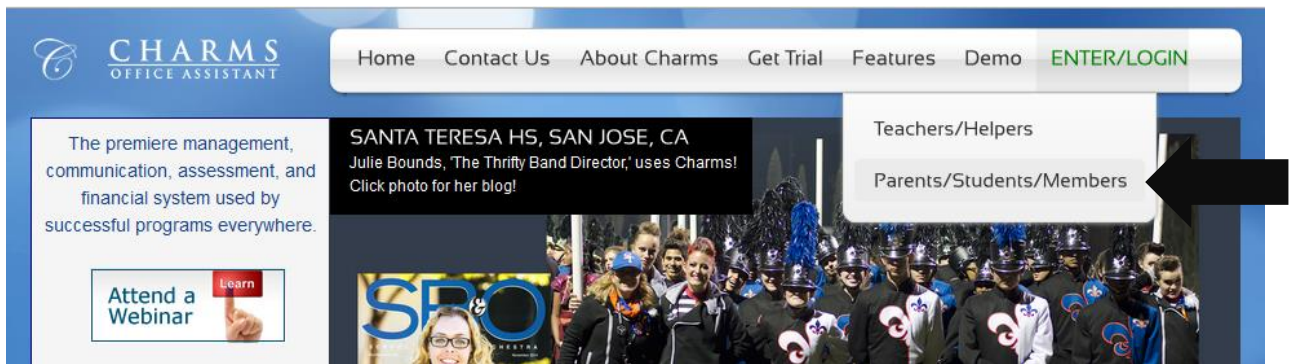 CHARMS
OFFICE ASSISTANT
Home Contact Us About Charms Get Trial Features Demo ENTER/LOGIN
Teachers/Helpers
Parents/Students/Members
The premiere management,
communication, assessment, and
financial system used by
successful programs everywhere.
Attend a
Webinar
Learn
SANTA TERESA HS, SAN JOSE, CA
Julie Bounds, 'The Thrifty Band Director,' uses Charms!
Click photo for her blog!
SB&O